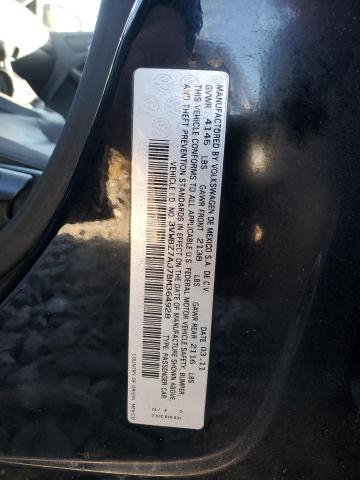 MANUFACTURED BY VOLKSWAGEN DE MEXICO S.A. DE C.V.
GVWR 4145 LBS GAWR FRONT 2138 LBS GAWR REAR 2116 LBS DATE 03.11
THIS VEHICLE CONFORMS TO ALL APPLICABLE U.S. FEDERAL MOTOR VEHICLE SAFETY, BUMPER,
AND THEFT PREVENTION STANDARDS IN EFFECT ON THE DATE OF MANUFACTURE SHOWN ABOVE.
3VWBZ7AJ7BM364928 TYPE: PASSENGER CAR
COUNTRY OF ORIGIN: MEXICO